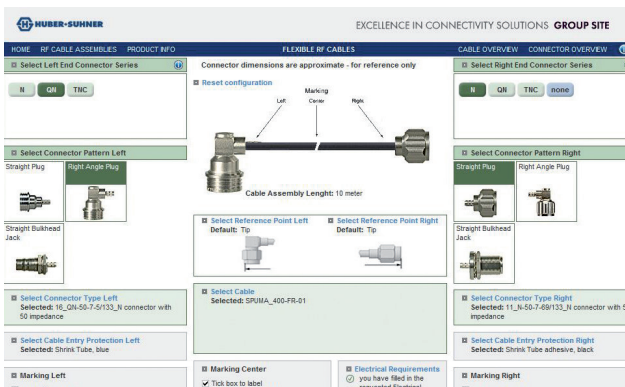 HUBER+SUHNER
EXCELLENCE IN CONNECTIVITY SOLUTIONS GROUP SITE
HOME RF CABLE ASSEMBLIES PRODUCT INFO
FLEXIBLE RF CABLES
CABLE OVERVIEW CONNECTOR OVERVIEW
Select Left End Connector Series
N QN TNC
Select Connector Pattern Left
Straight Plug
Right Angle Plug
Straight Bulkhead
Jack
Select Connector Type Left
Selected: 16_QN-50-7-5/133_N connector with
50 impedance
Select Cable Entry Protection Left
Selected: Shrink Tube, blue
Marking Left
Connector dimensions are approximate - for reference only
Reset configuration
Marking
Left Center Right
Cable Assembly Lenght: 10 meter
Select Reference Point Left
Default: Tip
Select Reference Point Right
Default: Tip
Select Cable
Selected: SPUMA_400-FR-01
Marking Center
Tick box to label
Electrical Requirements
you have filled in the
requested Electrical
Select Right End Connector Series
N QN TNC none
Select Connector Pattern Right
Straight Plug
Right Angle Plug
Straight Bulkhead
Jack
Select Connector Type Right
Selected: 11_N-50-7-69/133_N connector with 5
impedance
Select Cable Entry Protection Right
Selected: Shrink Tube adhesive, black
Marking Right